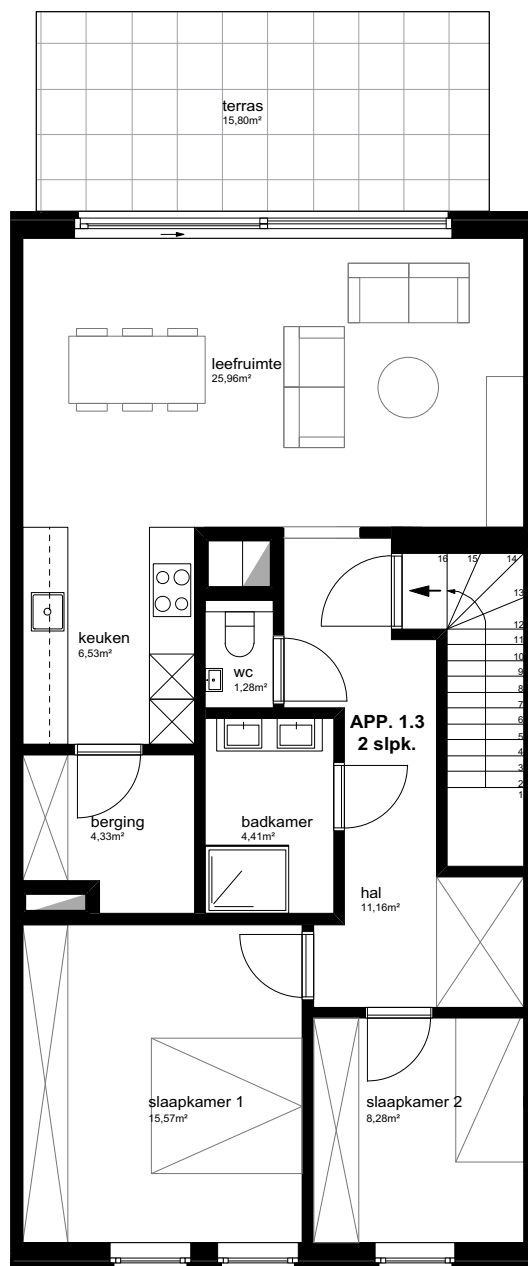 terras
15,80m²
leefruimte
25,96m²
16
15
14
13
12
11
10
9
8
7
6
5
4
3
2
1
keuken
6,53m²
wc
1,28m²
APP. 1.3
2 slpk.
berging
4,33m²
badkamer
4,41m²
hal
11,16m²
slaapkamer 1
15,57m²
slaapkamer 2
8,28m²